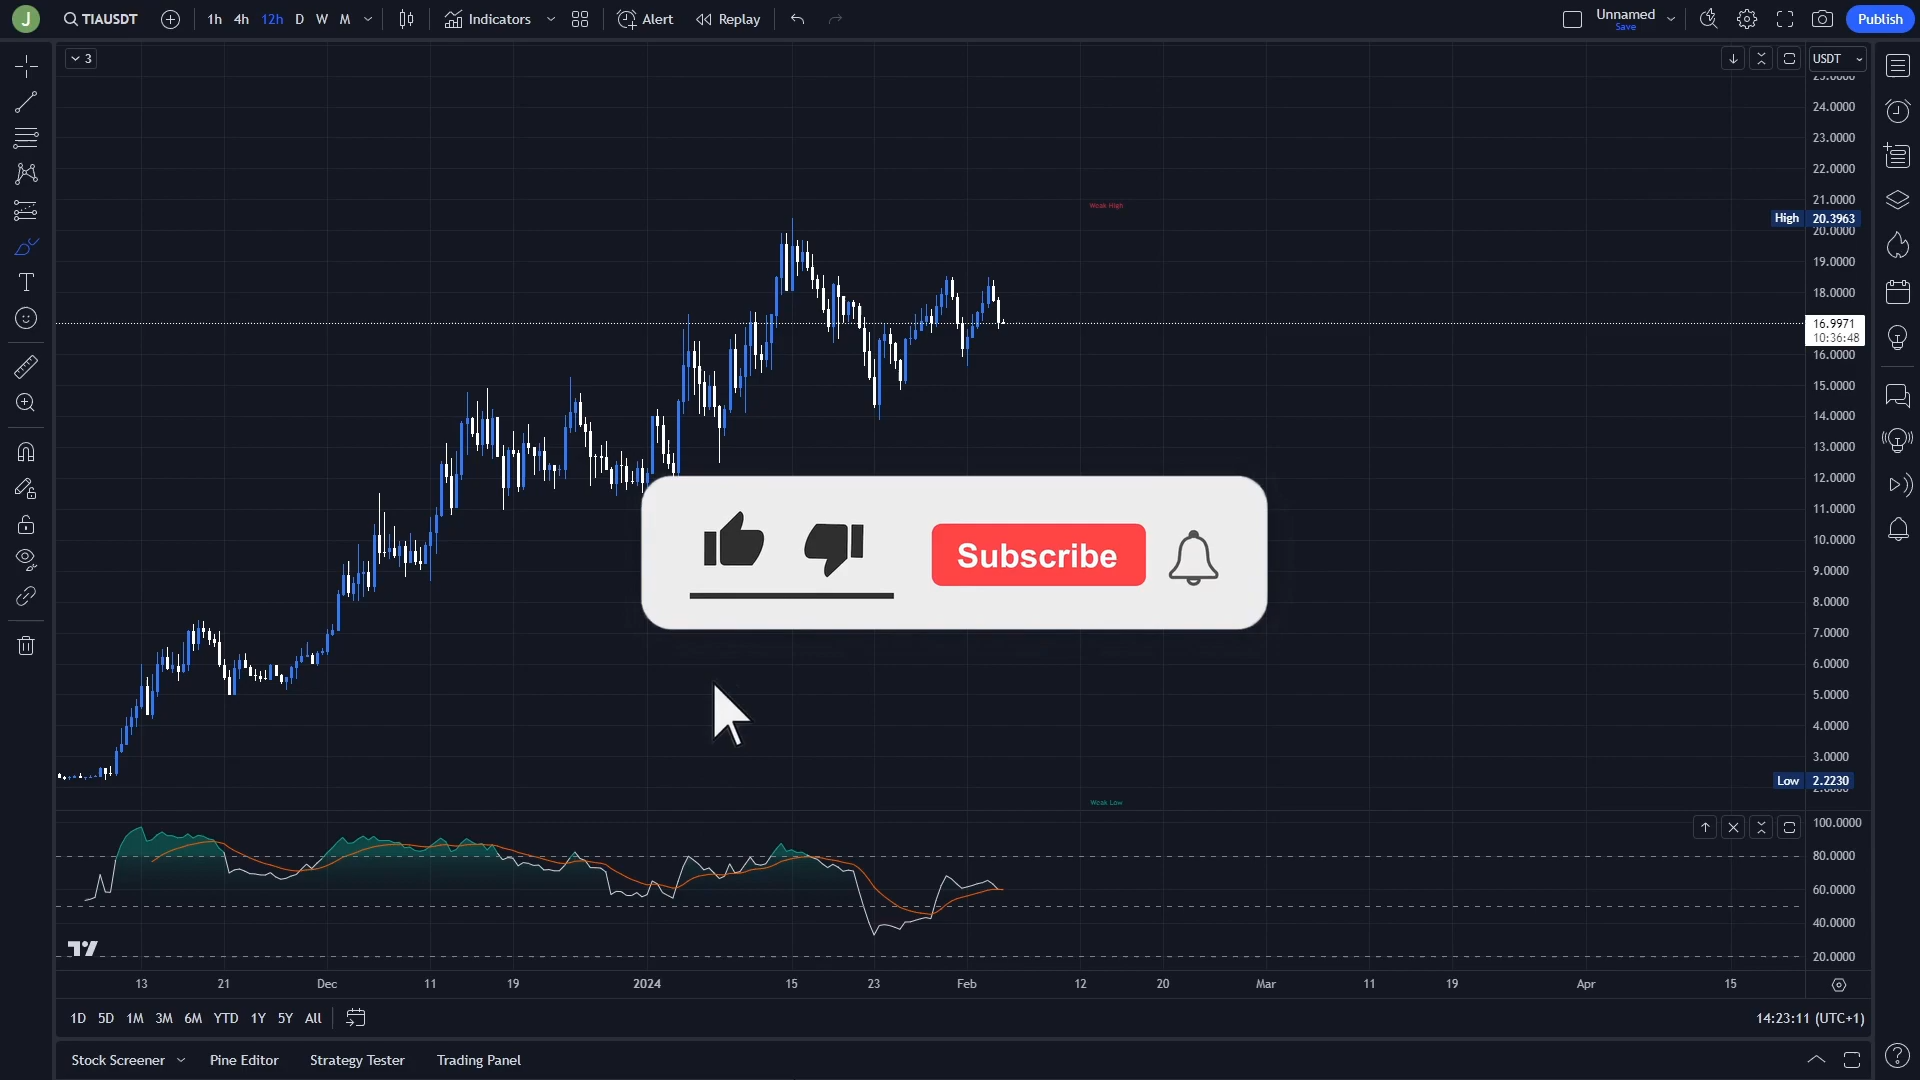 J TIAUSDT 1h 4h 12h D W M Indicators Alert Replay Unnamed Save Publish
3
USDT
24.0000
23.0000
22.0000
21.0000
Weak High
High 20.3963
20.0000
19.0000
18.0000
16.9971
10:36:48
16.0000
15.0000
14.0000
13.0000
12.0000
11.0000
10.0000
9.0000
8.0000
7.0000
6.0000
5.0000
4.0000
3.0000
Low 2.2230
Weak Low
Subscribe
100.0000
80.0000
60.0000
40.0000
20.0000
13 21 Dec 11 19 2024 15 23 Feb 12 20 Mar 11 19 Apr 15
1D 5D 1M 3M 6M YTD 1Y 5Y All 14:23:11 (UTC+1)
Stock Screener Pine Editor Strategy Tester Trading Panel